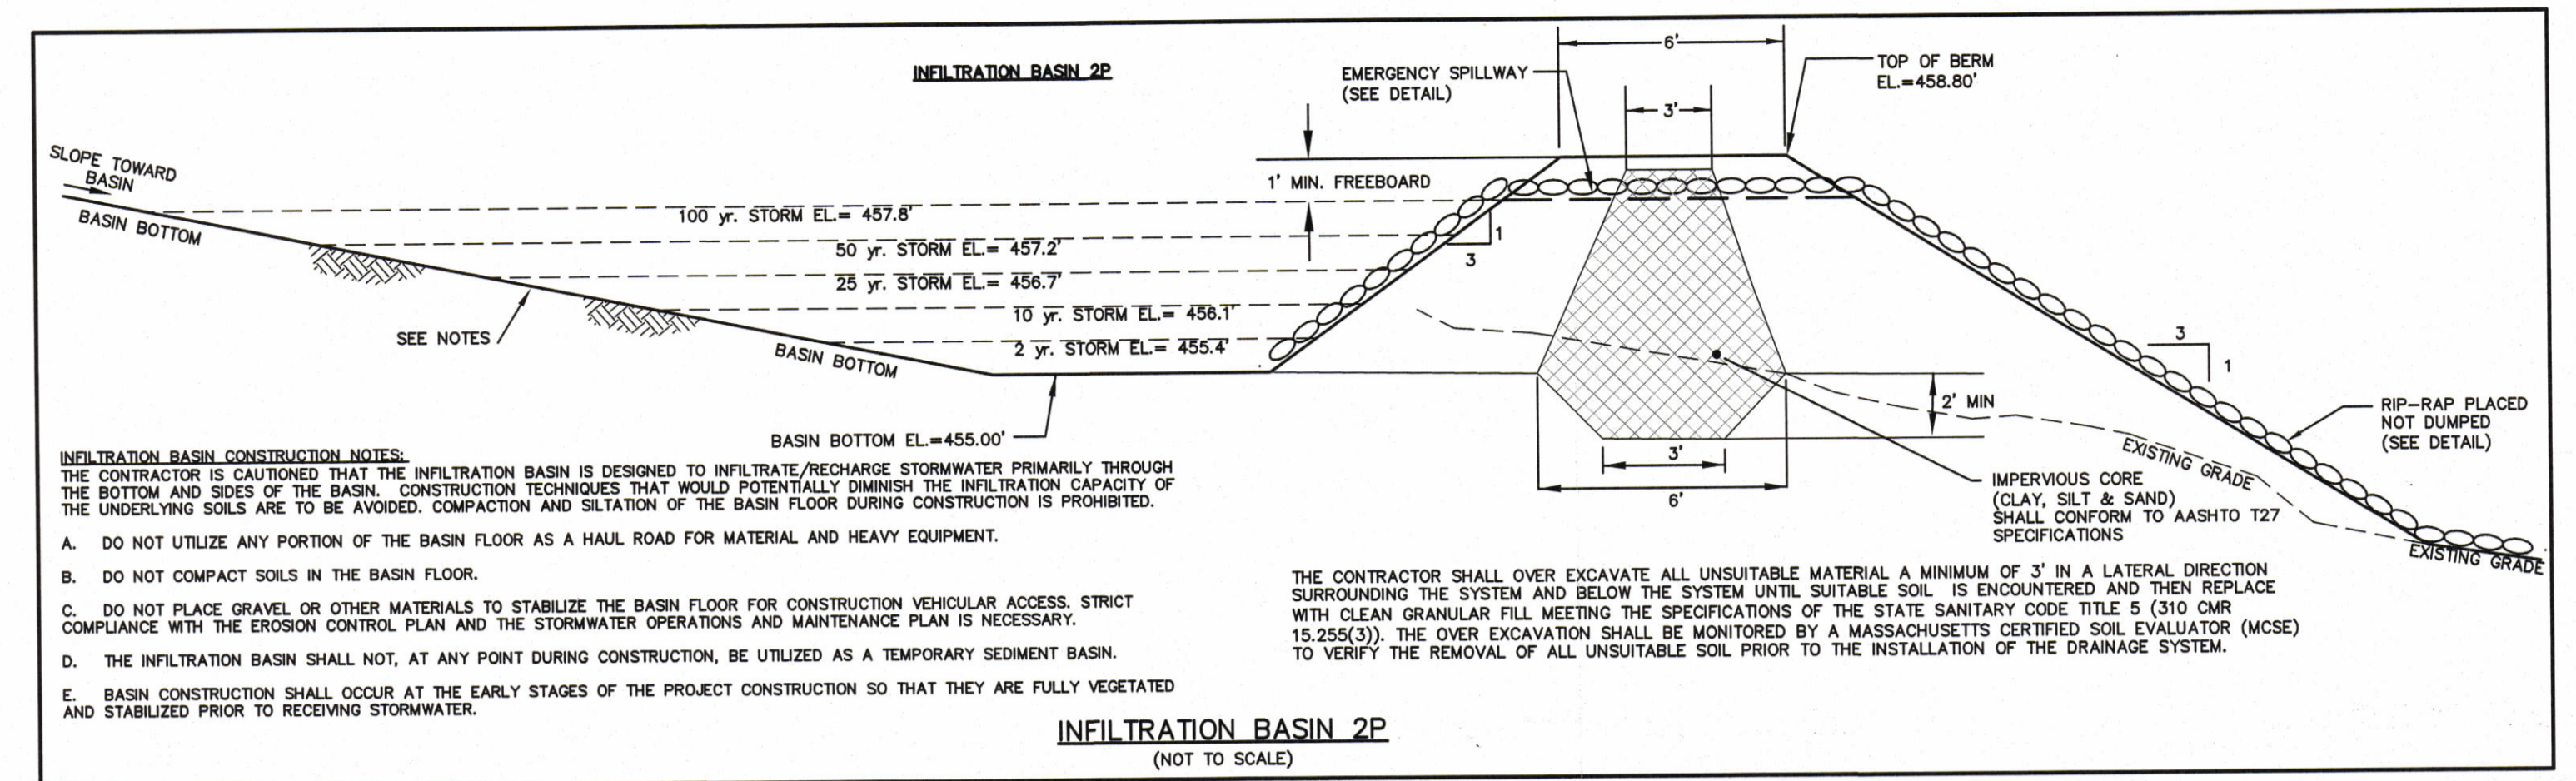 INFILTRATION BASIN 2P
6'
EMERGENCY SPILLWAY
(SEE DETAIL)
TOP OF BERM
EL.=458.80'
3'
SLOPE TOWARD
BASIN
BASIN BOTTOM
1' MIN. FREEBOARD
100 yr. STORM EL.= 457.8'
50 yr. STORM EL.= 457.2'
25 yr. STORM EL.= 456.7'
10 yr. STORM EL.= 456.1'
2 yr. STORM EL.= 455.4'
1
3
SEE NOTES
BASIN BOTTOM
BASIN BOTTOM EL.=455.00'
3
1
2' MIN
3'
6'
RIP-RAP PLACED
NOT DUMPED
(SEE DETAIL)
EXISTING GRADE
EXISTING GRADE
IMPERVIOUS CORE
(CLAY, SILT & SAND)
SHALL CONFORM TO AASHTO T27
SPECIFICATIONS
INFILTRATION BASIN CONSTRUCTION NOTES:
THE CONTRACTOR IS CAUTIONED THAT THE INFILTRATION BASIN IS DESIGNED TO INFILTRATE/RECHARGE STORMWATER PRIMARILY THROUGH
THE BOTTOM AND SIDES OF THE BASIN. CONSTRUCTION TECHNIQUES THAT WOULD POTENTIALLY DIMINISH THE INFILTRATION CAPACITY OF
THE UNDERLYING SOILS ARE TO BE AVOIDED. COMPACTION AND SILTATION OF THE BASIN FLOOR DURING CONSTRUCTION IS PROHIBITED.
A. DO NOT UTILIZE ANY PORTION OF THE BASIN FLOOR AS A HAUL ROAD FOR MATERIAL AND HEAVY EQUIPMENT.
B. DO NOT COMPACT SOILS IN THE BASIN FLOOR.
C. DO NOT PLACE GRAVEL OR OTHER MATERIALS TO STABILIZE THE BASIN FLOOR FOR CONSTRUCTION VEHICULAR ACCESS. STRICT
COMPLIANCE WITH THE EROSION CONTROL PLAN AND THE STORMWATER OPERATIONS AND MAINTENANCE PLAN IS NECESSARY.
D. THE INFILTRATION BASIN SHALL NOT, AT ANY POINT DURING CONSTRUCTION, BE UTILIZED AS A TEMPORARY SEDIMENT BASIN.
E. BASIN CONSTRUCTION SHALL OCCUR AT THE EARLY STAGES OF THE PROJECT CONSTRUCTION SO THAT THEY ARE FULLY VEGETATED
AND STABILIZED PRIOR TO RECEIVING STORMWATER.
THE CONTRACTOR SHALL OVER EXCAVATE ALL UNSUITABLE MATERIAL A MINIMUM OF 3' IN A LATERAL DIRECTION
SURROUNDING THE SYSTEM AND BELOW THE SYSTEM UNTIL SUITABLE SOIL IS ENCOUNTERED AND THEN REPLACE
WITH CLEAN GRANULAR FILL MEETING THE SPECIFICATIONS OF THE STATE SANITARY CODE TITLE 5 (310 CMR
15.255(3)). THE OVER EXCAVATION SHALL BE MONITORED BY A MASSACHUSETTS CERTIFIED SOIL EVALUATOR (MCSE)
TO VERIFY THE REMOVAL OF ALL UNSUITABLE SOIL PRIOR TO THE INSTALLATION OF THE DRAINAGE SYSTEM.
INFILTRATION BASIN 2P
(NOT TO SCALE)